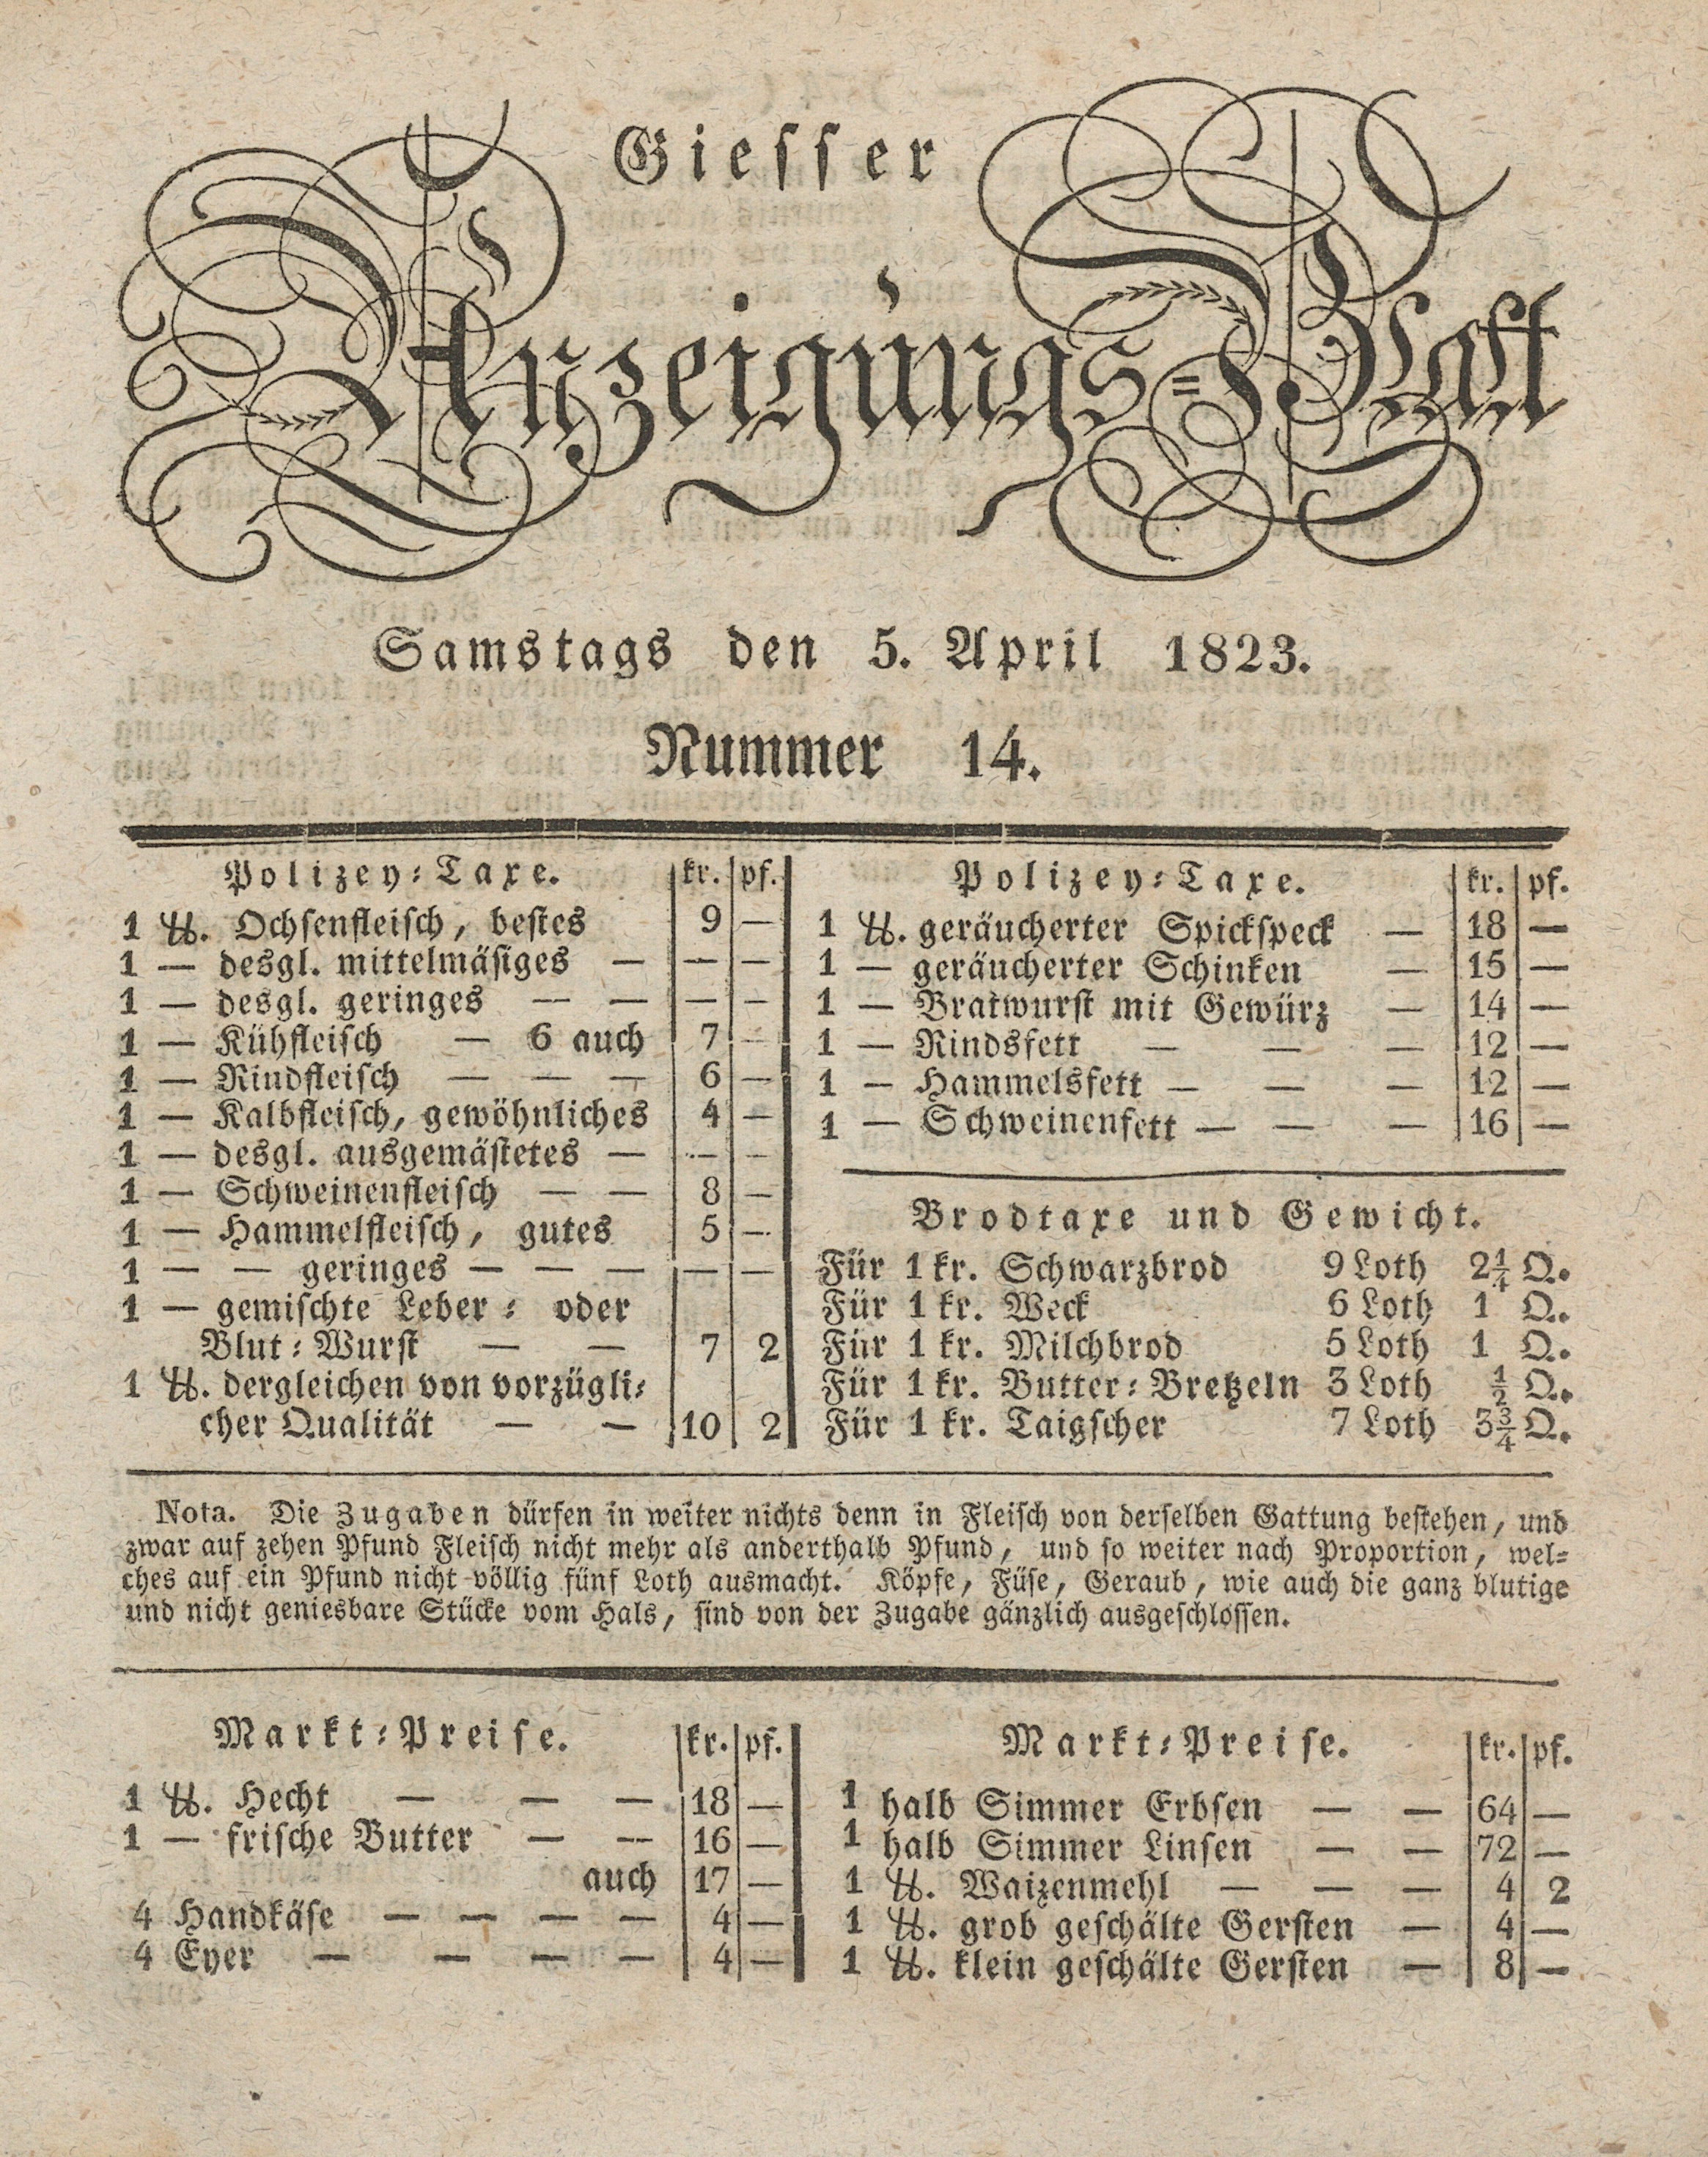 Giesser
Anzeigungs=Blatt
Samstags den 5. April 1823.
Nummer 14.
Polizey=Taxe. kr. pf.
1 ℔. Ochsenfleisch, bestes 9 —
1 — desgl. mittelmäsiges — — —
1 — desgl. geringes — — — —
1 — Kühfleisch — 6 auch 7 —
1 — Rindfleisch — — — 6 —
1 — Kalbfleisch, gewöhnliches 4 —
1 — desgl. ausgemästetes — — —
1 — Schweinenfleisch — — 8 —
1 — Hammelfleisch, gutes 5 —
1 — — geringes — — — — —
1 — gemischte Leber= oder
Blut=Wurst — — 7 2
1 ℔. dergleichen von vorzügli=
cher Qualität — — 10 2
Polizey=Taxe. kr. pf.
1 ℔. geräucherter Spickspeck — 18 —
1 — geräucherter Schinken — 15 —
1 — Bratwurst mit Gewürz — 14 —
1 — Rindsfett — — — 12 —
1 — Hammelsfett — — — 12 —
1 — Schweinenfett — — — 16 —
Brodtaxe und Gewicht.
Für 1 kr. Schwarzbrod 9 Loth 2¼ Q.
Für 1 kr. Weck 6 Loth 1 Q.
Für 1 kr. Milchbrod 5 Loth 1 Q.
Für 1 kr. Butter=Bretzeln 3 Loth ½ Q.
Für 1 kr. Taigscher 7 Loth 3¾ Q.
Nota. Die Zugaben dürfen in weiter nichts denn in Fleisch von derselben Gattung bestehen, und
zwar auf zehen Pfund Fleisch nicht mehr als anderthalb Pfund, und so weiter nach Proportion, wel=
ches auf ein Pfund nicht völlig fünf Loth ausmacht. Köpfe, Füse, Geraub, wie auch die ganz blutige
und nicht geniesbare Stücke vom Hals, sind von der Zugabe gänzlich ausgeschlossen.
Markt=Preise. kr. pf.
1 ℔. Hecht — — — 18 —
1 — frische Butter — — 16 —
auch 17 —
4 Handkäse — — — — 4 —
4 Eyer — — — — 4 —
Markt=Preise. kr. pf.
1 halb Simmer Erbsen — — 64 —
1 halb Simmer Linsen — — 72 —
1 ℔. Waizenmehl — — — 4 2
1 ℔. grob geschälte Gersten — 4 —
1 ℔. klein geschälte Gersten — 8 —